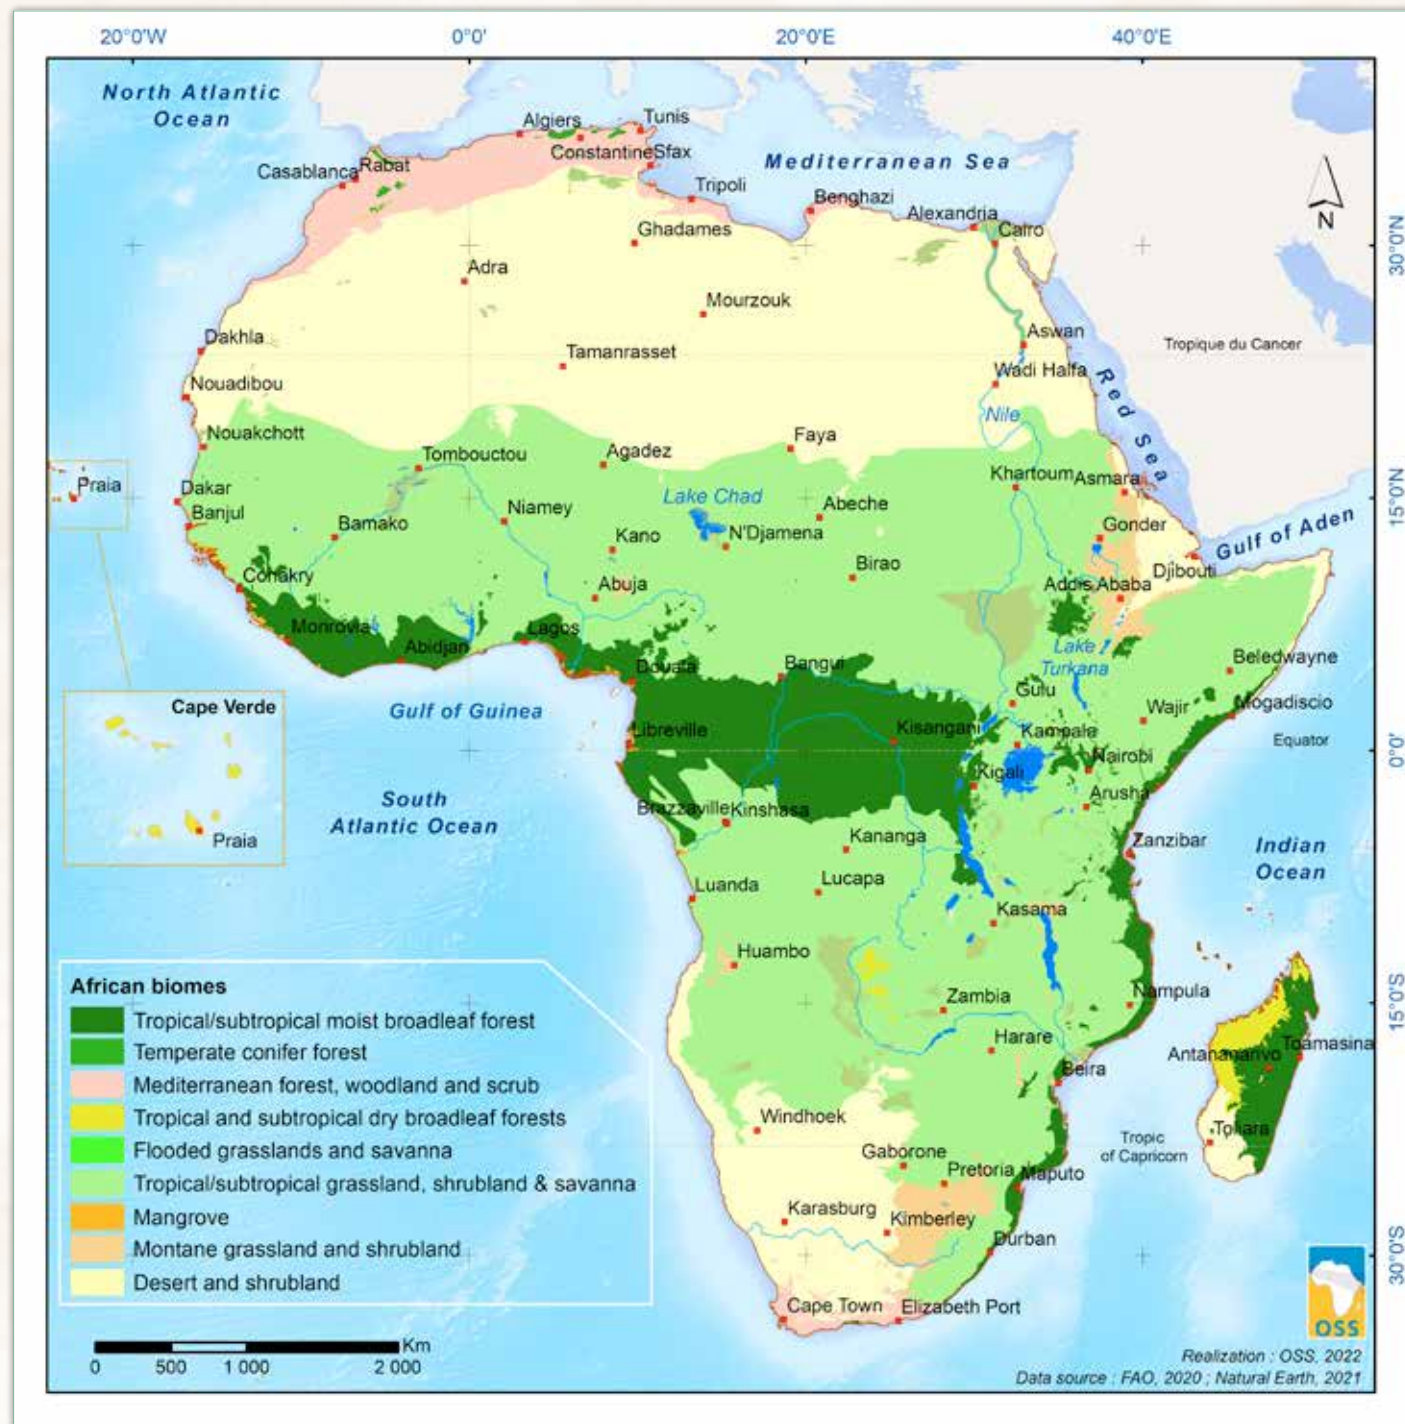 20°0'W
0°0'
20°0'E
40°0'E
North Atlantic
Ocean
Algiers
Tunis
Constantine
Sfax
Casablanca
Rabat
Mediterranean Sea
Tripoli
Benghazi
Alexandria
Cairo
N
30°0'N
Ghadames
Adra
Mourzouk
Dakhla
Aswan
Tropique du Cancer
Tamanrasset
Wadi Halfa
Nouadibou
Red Sea
Nile
Nouakchott
Faya
Tombouctou
Agadez
Khartoum
Asmara
Praia
Dakar
Lake Chad
15°0'N
Banjul
Niamey
Abeche
Bamako
Kano
N'Djamena
Gonder
Gulf of Aden
Birao
Djibouti
Conakry
Abuja
Addis Ababa
Monrovia
Lagos
Abidjan
Lake
Turkana
Douala
Bangui
Beledwayne
Gulu
Cape Verde
Gulf of Guinea
Wajir
Mogadiscio
Libreville
Kisangani
Kampala
Equator
0°0'
Nairobi
Kigali
South
Atlantic Ocean
Arusha
Brazzaville
Kinshasa
Praia
Kananga
Zanzibar
Indian
Ocean
Luanda
Lucapa
Kasama
Huambo
African biomes
Zambia
Nampula
15°0'S
Tropical/subtropical moist broadleaf forest
Harare
Toamasina
Temperate conifer forest
Antananarivo
Beira
Mediterranean forest, woodland and scrub
Tropical and subtropical dry broadleaf forests
Windhoek
Toliara
Flooded grasslands and savanna
Tropic
of Capricorn
Gaborone
Pretoria
Maputo
Tropical/subtropical grassland, shrubland & savanna
Mangrove
Karasburg
Kimberley
Durban
Montane grassland and shrubland
30°0'S
Desert and shrubland
Cape Town
Elizabeth Port
OSS
Km
0 500 1 000 2 000
Realization : OSS, 2022
Data source : FAO, 2020 ; Natural Earth, 2021